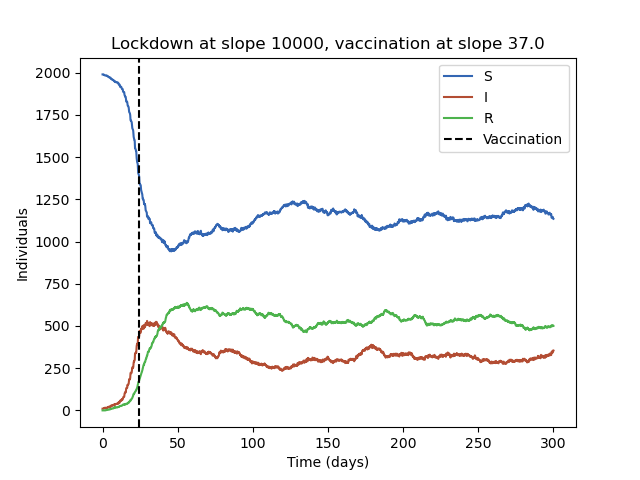 Lockdown at slope 10000, vaccination at slope 37.0
2000
1750
1500
1250
1000
750
500
250
0
Individuals
S
I
R
Vaccination
0 50 100 150 200 250 300
Time (days)